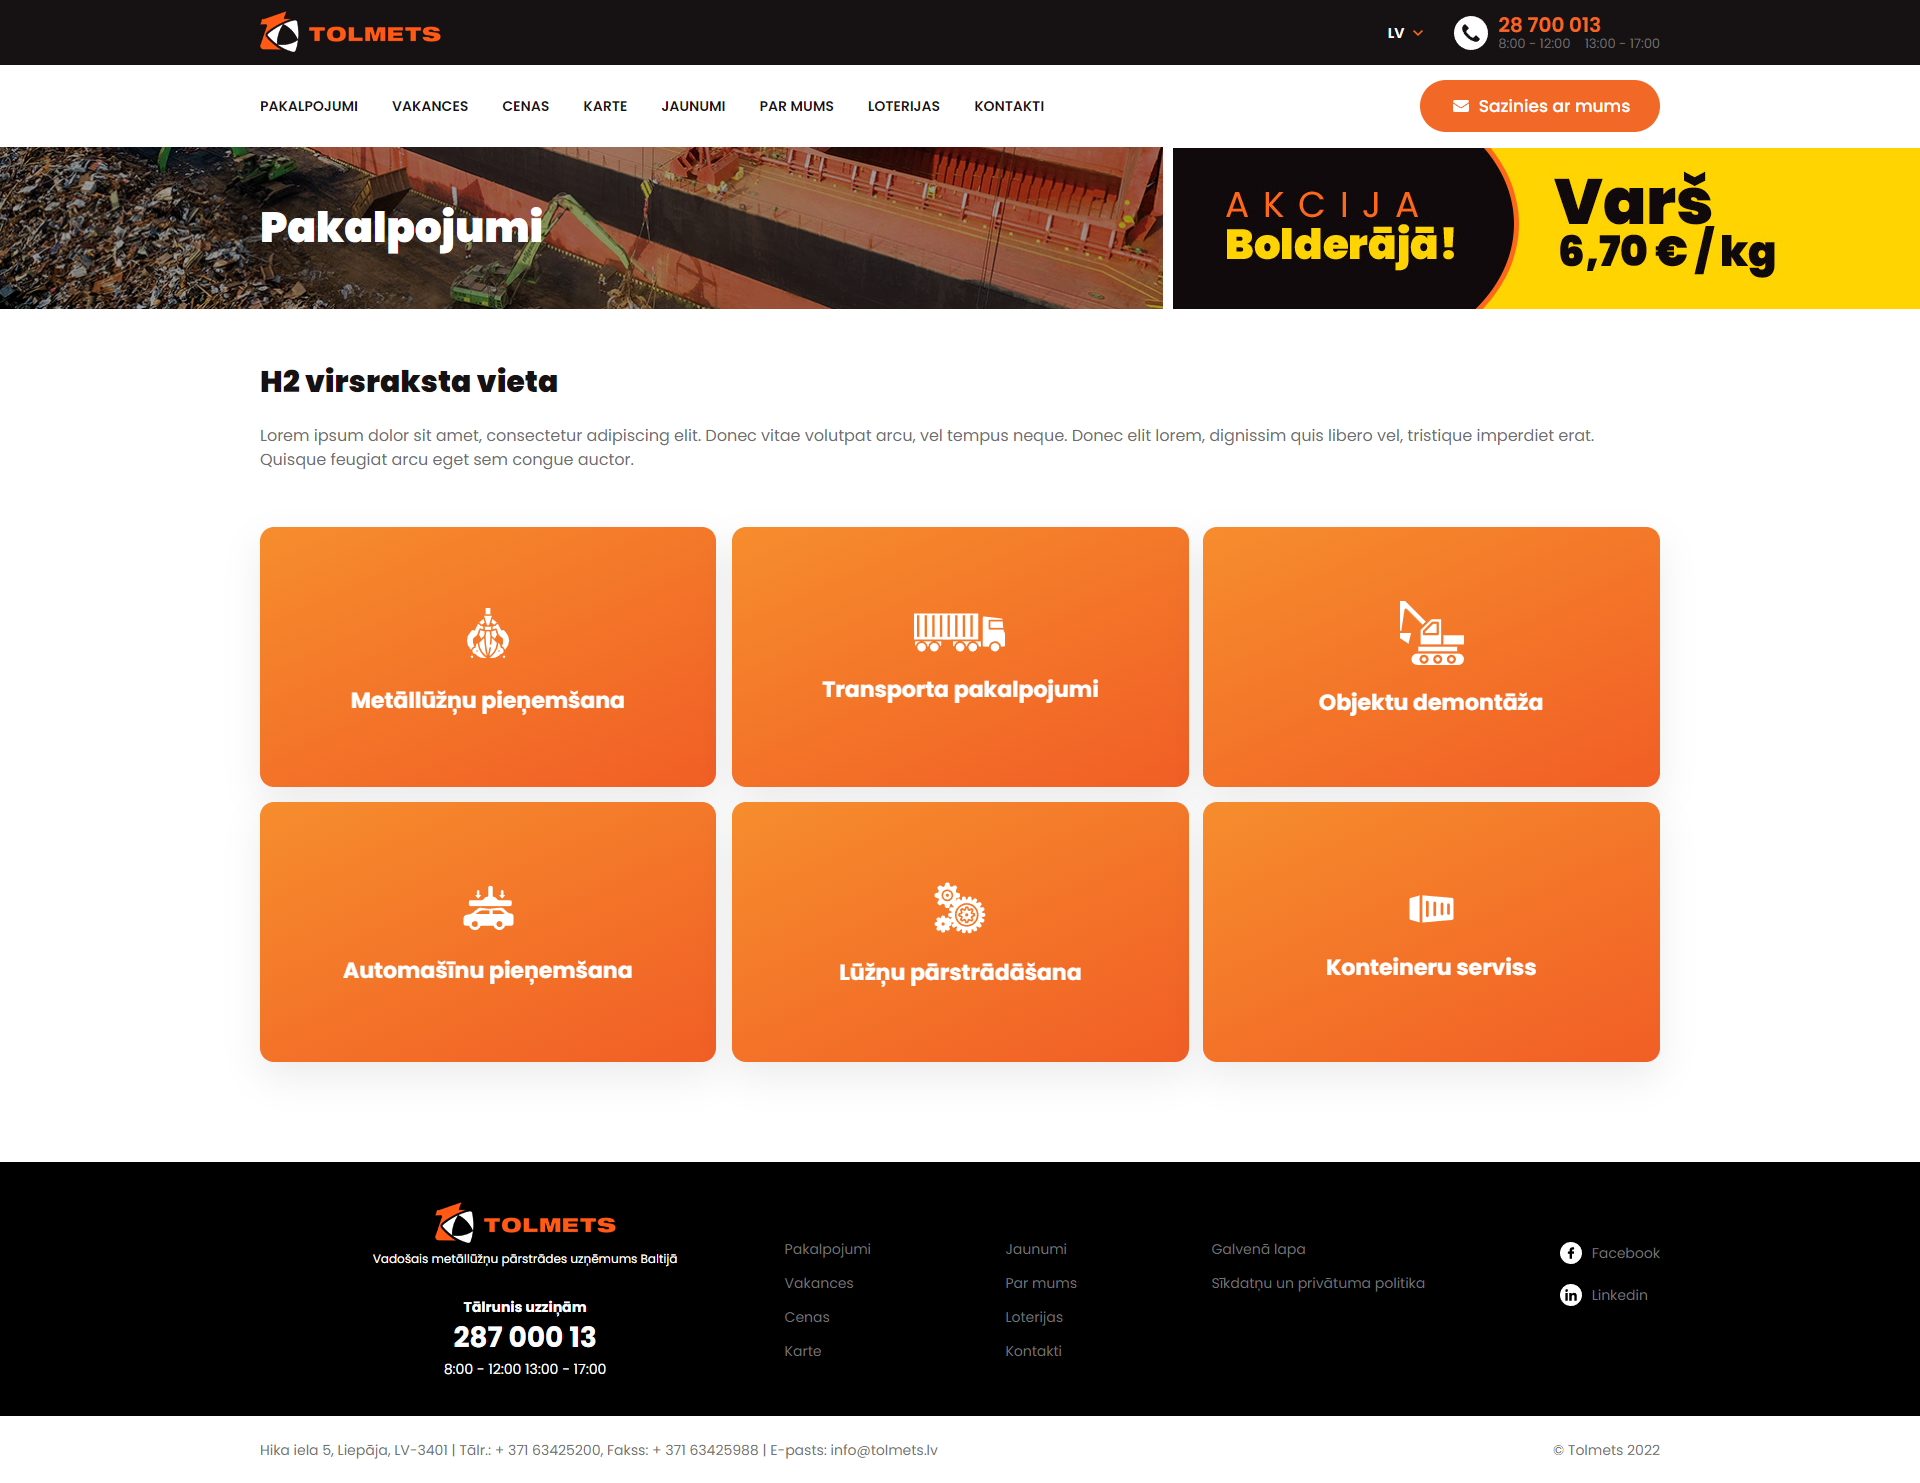 TOLMETS
LV
28 700 013
8:00 - 12:00 13:00 - 17:00
PAKALPOJUMI VAKANCES CENAS KARTE JAUNUMI PAR MUMS LOTERIJAS KONTAKTI
Sazinies ar mums
Pakalpojumi
AKCIJA
Bolderājā!
Varš
6,70 €/kg
H2 virsraksta vieta
Lorem ipsum dolor sit amet, consectetur adipiscing elit. Donec vitae volutpat arcu, vel tempus neque. Donec elit lorem, dignissim quis libero vel, tristique imperdiet erat.
Quisque feugiat arcu eget sem congue auctor.
Metāllūžņu pieņemšana
Transporta pakalpojumi
Objektu demontāža
Automašīnu pieņemšana
Lūžņu pārstrādāšana
Konteineru serviss
TOLMETS
Vadošais metāllūžņu pārstrādes uzņēmums Baltijā
Tālrunis uzziņām
287 000 13
8:00 - 12:00 13:00 - 17:00
Pakalpojumi
Vakances
Cenas
Karte
Jaunumi
Par mums
Loterijas
Kontakti
Galvenā lapa
Sīkdatņu un privātuma politika
Facebook
Linkedin
Hika iela 5, Liepāja, LV-3401 | Tālr.: + 371 63425200, Fakss: + 371 63425988 | E-pasts: info@tolmets.lv
© Tolmets 2022